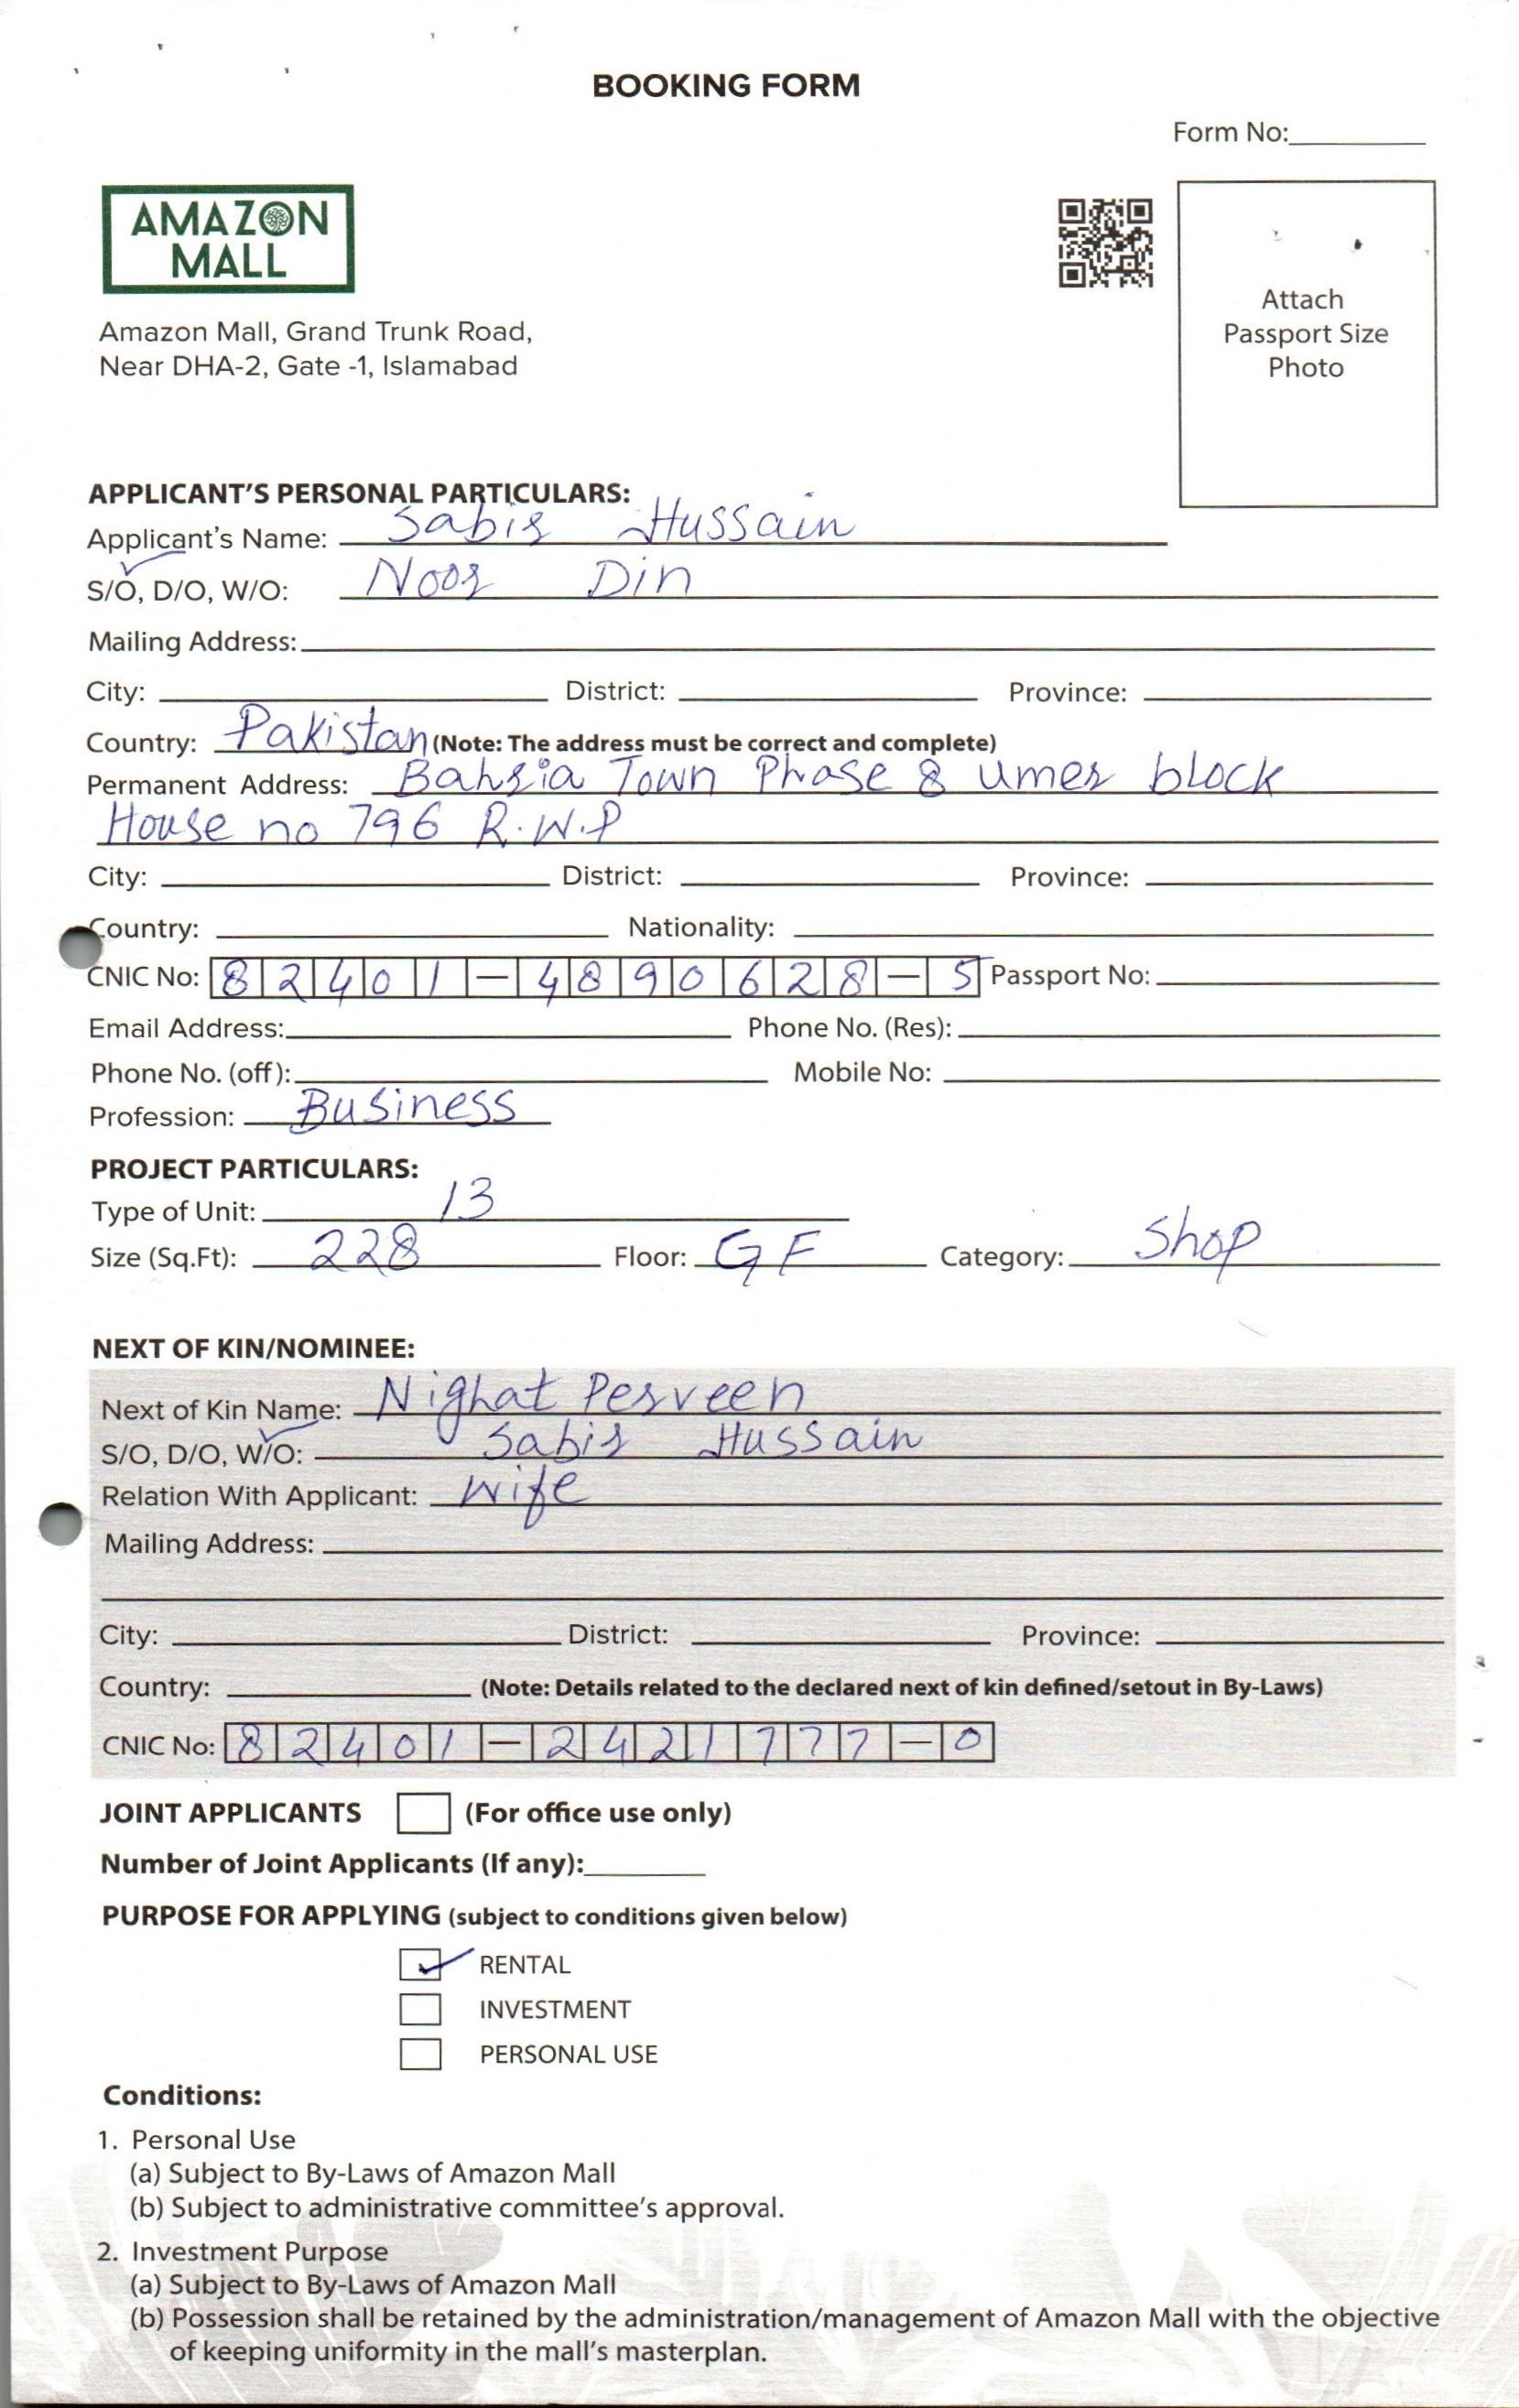 BOOKING FORM
Form No:
AMAZON
MALL
Attach
Passport Size
Photo
Amazon Mall, Grand Trunk Road,
Near DHA-2, Gate -1, Islamabad
APPLICANT'S PERSONAL PARTICULARS:
Applicant's Name: Sabir Hussain
S/O, D/O, W/O: Noor Din
Mailing Address:
City: District: Province:
Country: Pakistan (Note: The address must be correct and complete)
Permanent Address: Bahria Town Phase 8 umer block
House no 796 R.W.P
City: District: Province:
Country: Nationality:
CNIC No: 82401-4890628-5 Passport No:
Email Address: Phone No. (Res):
Phone No. (off): Mobile No:
Profession: Business
PROJECT PARTICULARS:
Type of Unit: 13
Size (Sq.Ft): 228 Floor: GF Category: Shop
NEXT OF KIN/NOMINEE:
Next of Kin Name: Nighat Perveen
S/O, D/O, W/O: Sabir Hussain
Relation With Applicant: wife
Mailing Address:
City: District: Province:
Country: (Note: Details related to the declared next of kin defined/setout in By-Laws)
CNIC No: 82401-2421777-0
JOINT APPLICANTS (For office use only)
Number of Joint Applicants (If any):
PURPOSE FOR APPLYING (subject to conditions given below)
RENTAL
INVESTMENT
PERSONAL USE
Conditions:
1. Personal Use
(a) Subject to By-Laws of Amazon Mall
(b) Subject to administrative committee's approval.
2. Investment Purpose
(a) Subject to By-Laws of Amazon Mall
(b) Possession shall be retained by the administration/management of Amazon Mall with the objective
of keeping uniformity in the mall's masterplan.